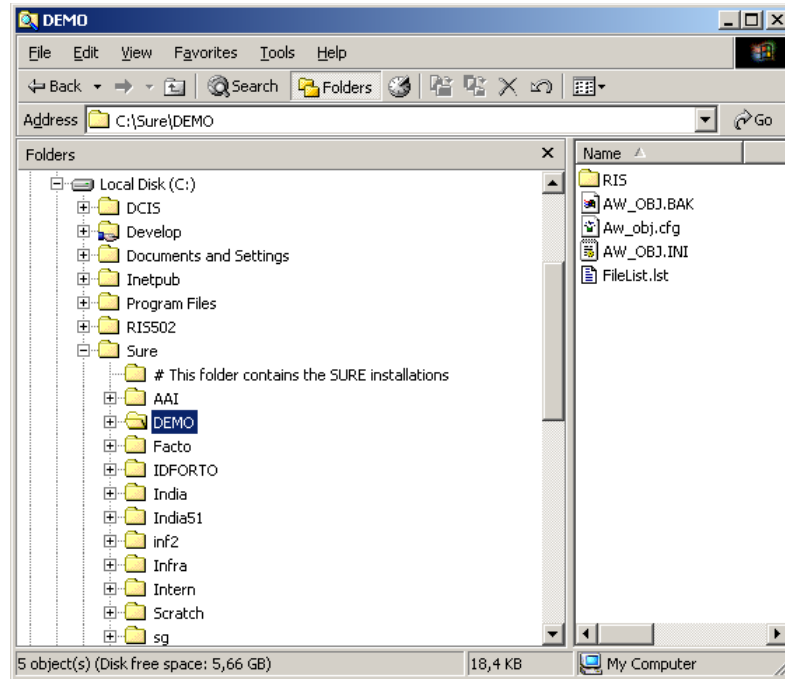 DEMO
File Edit View Favorites Tools Help
Back Search Folders
Address C:\Sure\DEMO Go
Folders
Local Disk (C:)
DCIS
Develop
Documents and Settings
Inetpub
Program Files
RIS502
Sure
# This folder contains the SURE installations
AAI
DEMO
Facto
IDFORTO
India
India51
inf2
Infra
Intern
Scratch
sg
Name
RIS
AW_OBJ.BAK
Aw_obj.cfg
AW_OBJ.INI
FileList.lst
5 object(s) (Disk free space: 5,66 GB) 18,4 KB My Computer